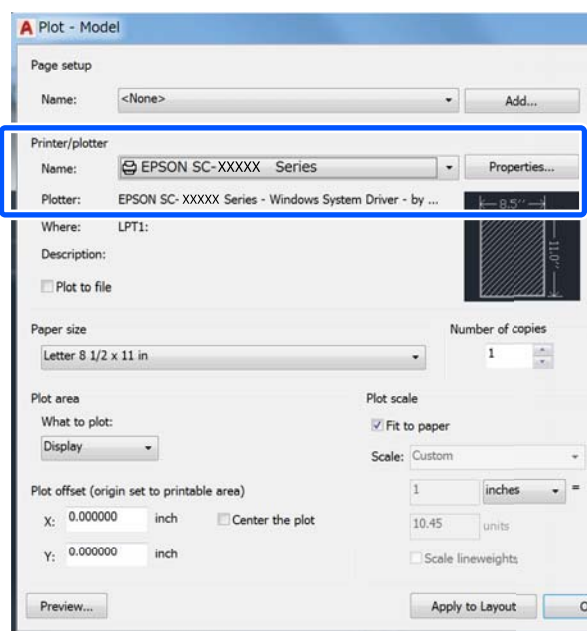 A Plot - Model
Page setup
Name: <None> Add...
Printer/plotter
Name: EPSON SC-XXXXX Series Properties...
Plotter: EPSON SC- XXXXX Series - Windows System Driver - by ...
8.5''
Where: LPT1:
11.0''
Description:
Plot to file
Paper size Number of copies
Letter 8 1/2 x 11 in 1
Plot area Plot scale
What to plot: Fit to paper
Display Scale: Custom
Plot offset (origin set to printable area) 1 inches =
X: 0.000000 inch Center the plot 10.45 units
Y: 0.000000 inch Scale lineweights
Preview... Apply to Layout